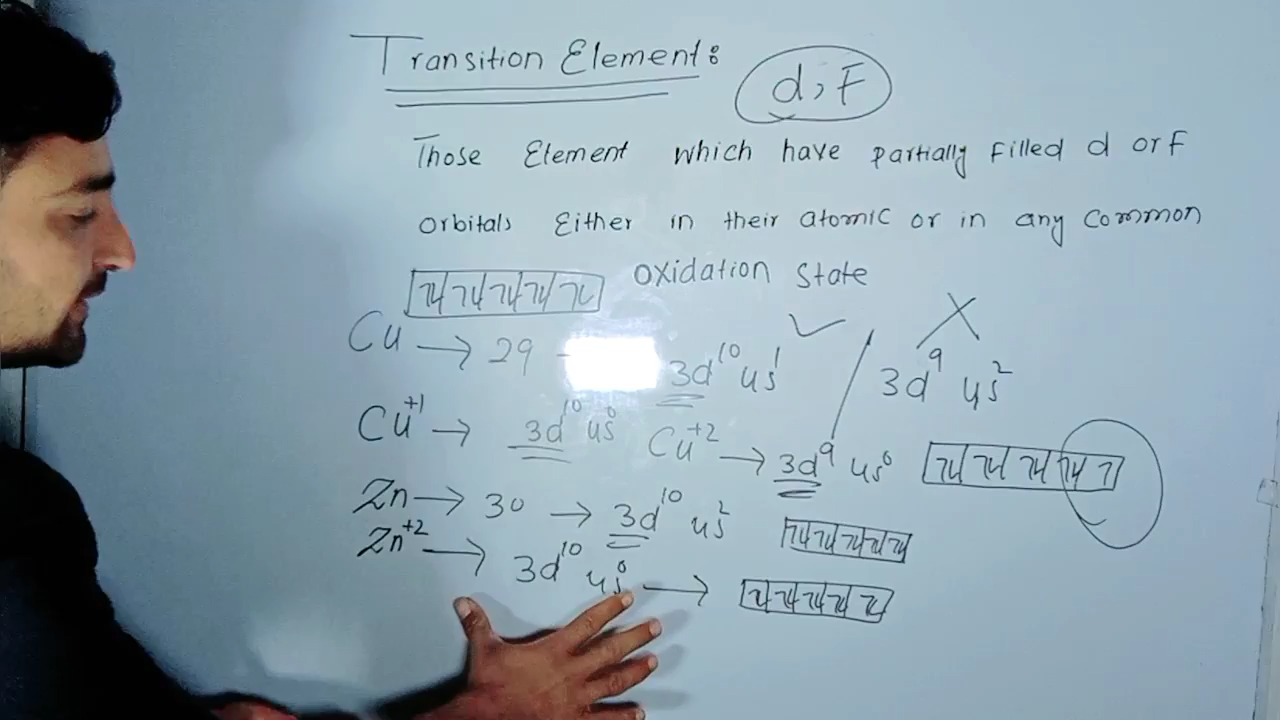 Transition Element:
d, F
Those Element which have partially Filled d or F
orbitals Either in their atomic or in any common
oxidation state
Cu → 29 3d¹⁰ 4s¹ ✓ / 3d⁹ 4s² ✗
Cu⁺¹ → 3d¹⁰ 4s⁰ Cu⁺² → 3d⁹ 4s⁰
Zn → 30 → 3d¹⁰ 4s²
Zn⁺² → 3d¹⁰ 4s⁰ →